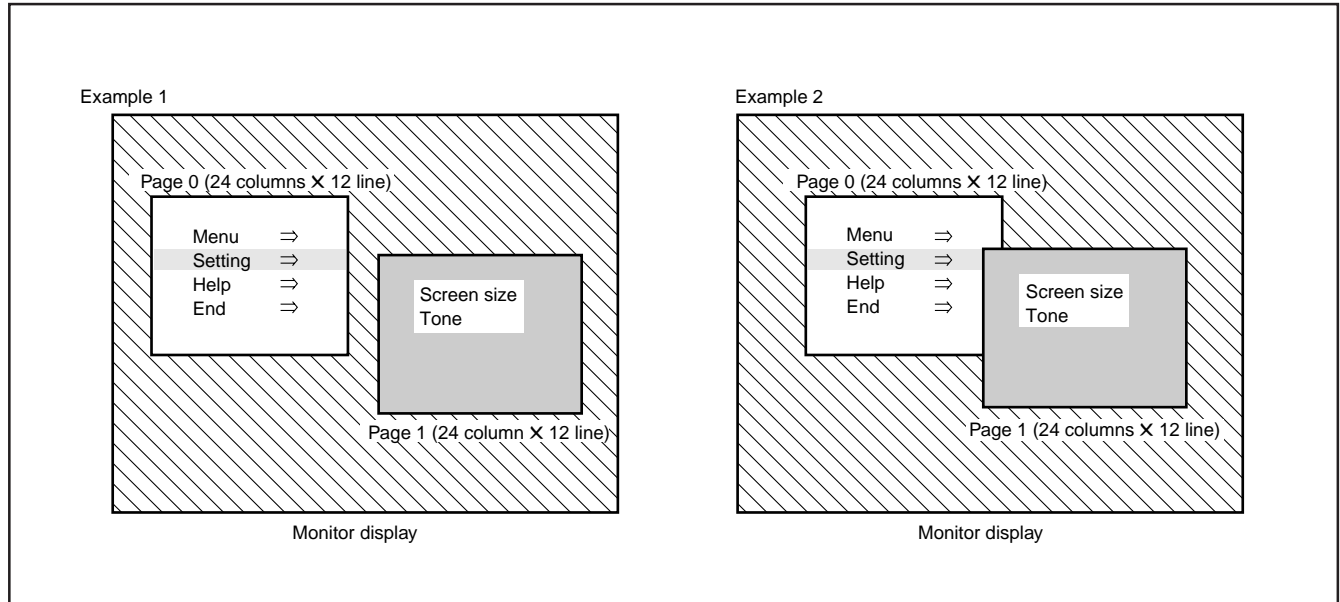 Example 1
Page 0 (24 columns X 12 line)
Menu ⇒
Setting ⇒
Help ⇒
End ⇒
Screen size
Tone
Page 1 (24 column X 12 line)
Monitor display
Example 2
Page 0 (24 columns X 12 line)
Menu ⇒
Setting ⇒
Help ⇒
End ⇒
Screen size
Tone
Page 1 (24 columns X 12 line)
Monitor display